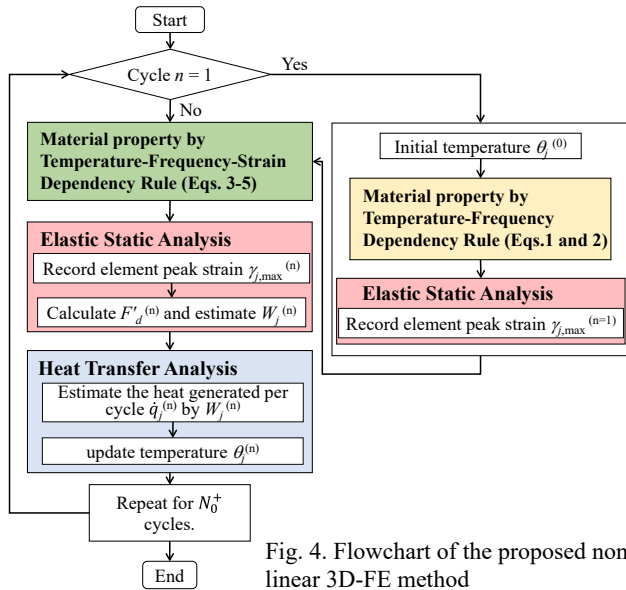 Start
Cycle n = 1
Yes
No
Material property by
Temperature-Frequency-Strain
Dependency Rule (Eqs. 3-5)
Elastic Static Analysis
Record element peak strain γj,max(n)
Calculate F′d(n) and estimate Wj(n)
Heat Transfer Analysis
Estimate the heat generated per
cycle q̇j(n) by Wj(n)
update temperature θj(n)
Repeat for N0+
cycles.
End
Initial temperature θj(0)
Material property by
Temperature-Frequency
Dependency Rule (Eqs.1 and 2)
Elastic Static Analysis
Record element peak strain γj,max(n=1)
Fig. 4. Flowchart of the proposed non
linear 3D-FE method